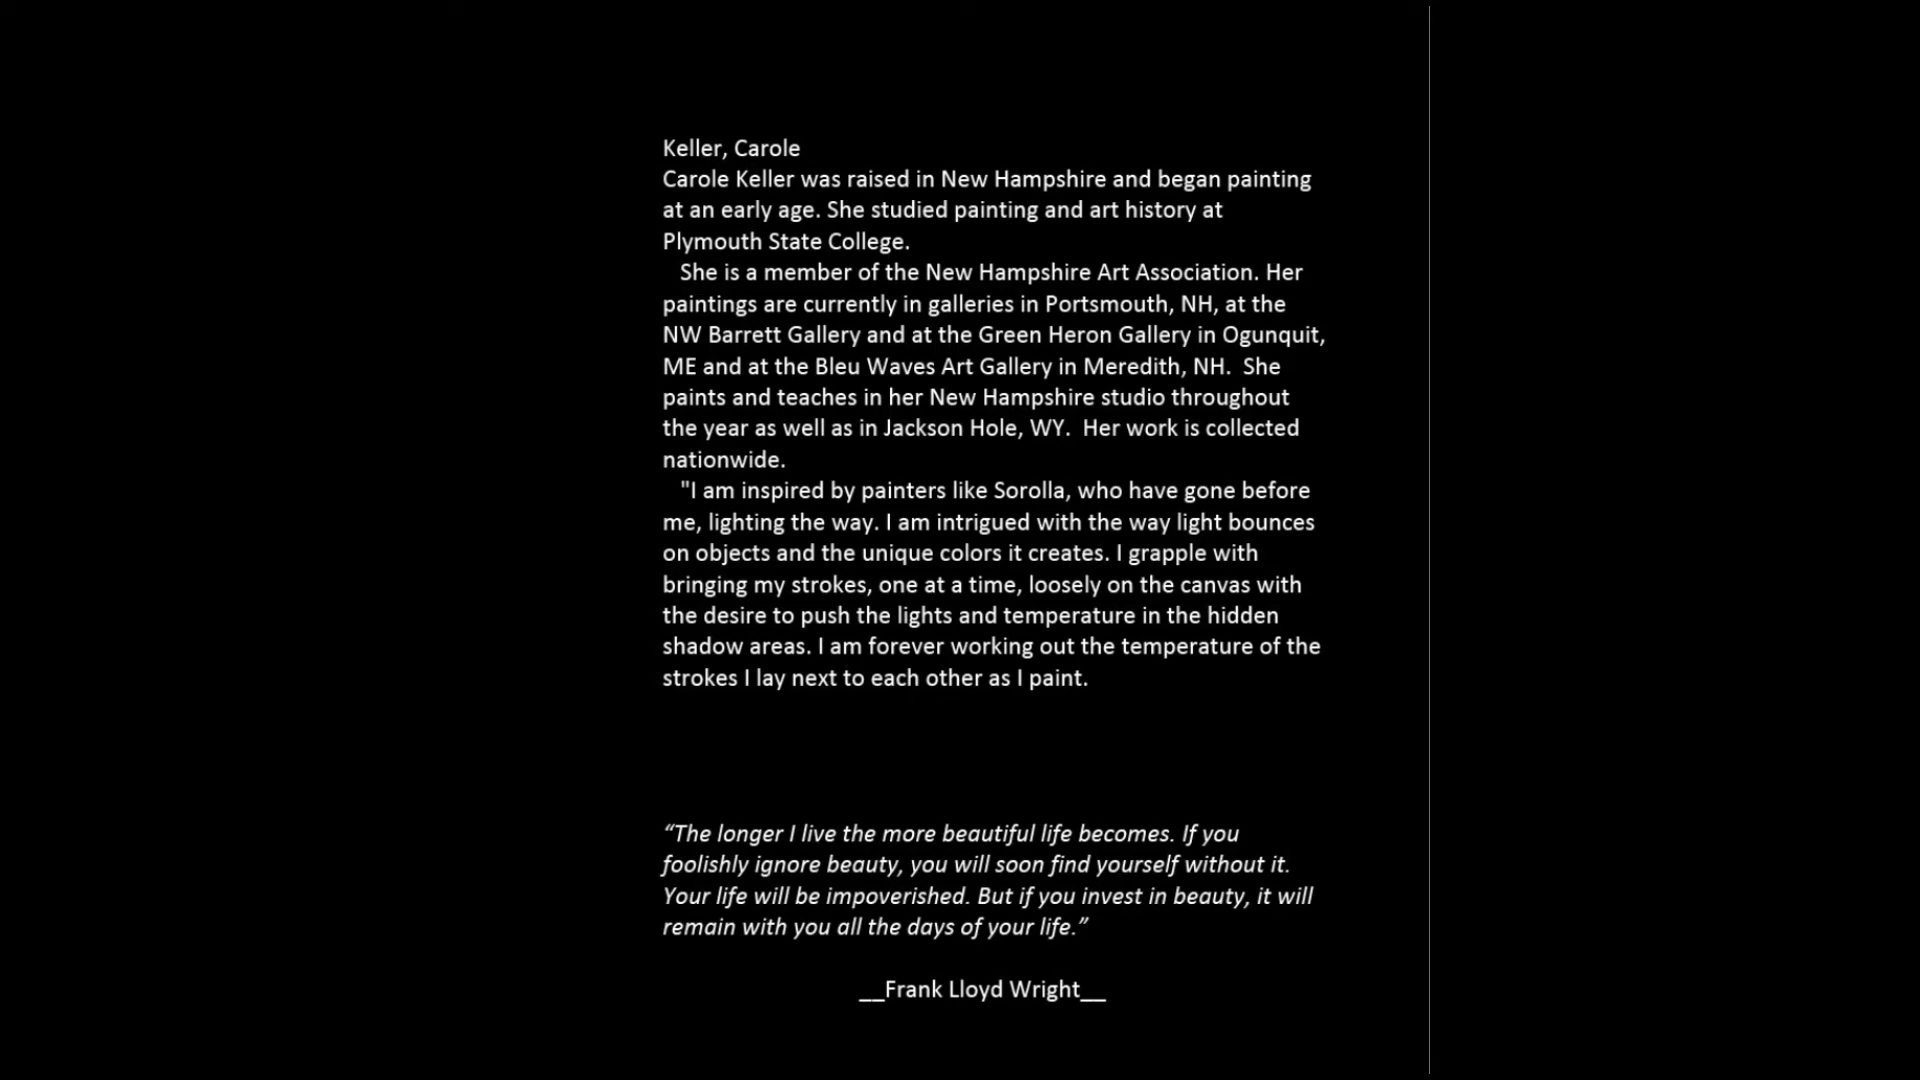 Keller, Carole
Carole Keller was raised in New Hampshire and began painting
at an early age. She studied painting and art history at
Plymouth State College.
She is a member of the New Hampshire Art Association. Her
paintings are currently in galleries in Portsmouth, NH, at the
NW Barrett Gallery and at the Green Heron Gallery in Ogunquit,
ME and at the Bleu Waves Art Gallery in Meredith, NH.  She
paints and teaches in her New Hampshire studio throughout
the year as well as in Jackson Hole, WY.  Her work is collected
nationwide.
"I am inspired by painters like Sorolla, who have gone before
me, lighting the way. I am intrigued with the way light bounces
on objects and the unique colors it creates. I grapple with
bringing my strokes, one at a time, loosely on the canvas with
the desire to push the lights and temperature in the hidden
shadow areas. I am forever working out the temperature of the
strokes I lay next to each other as I paint.
“The longer I live the more beautiful life becomes. If you
foolishly ignore beauty, you will soon find yourself without it.
Your life will be impoverished. But if you invest in beauty, it will
remain with you all the days of your life.”
__Frank Lloyd Wright__